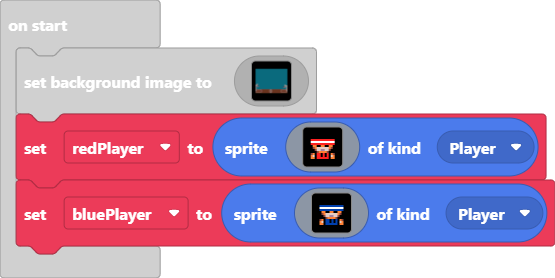 on start
set background image to
set redPlayer to sprite of kind Player
set bluePlayer to sprite of kind Player